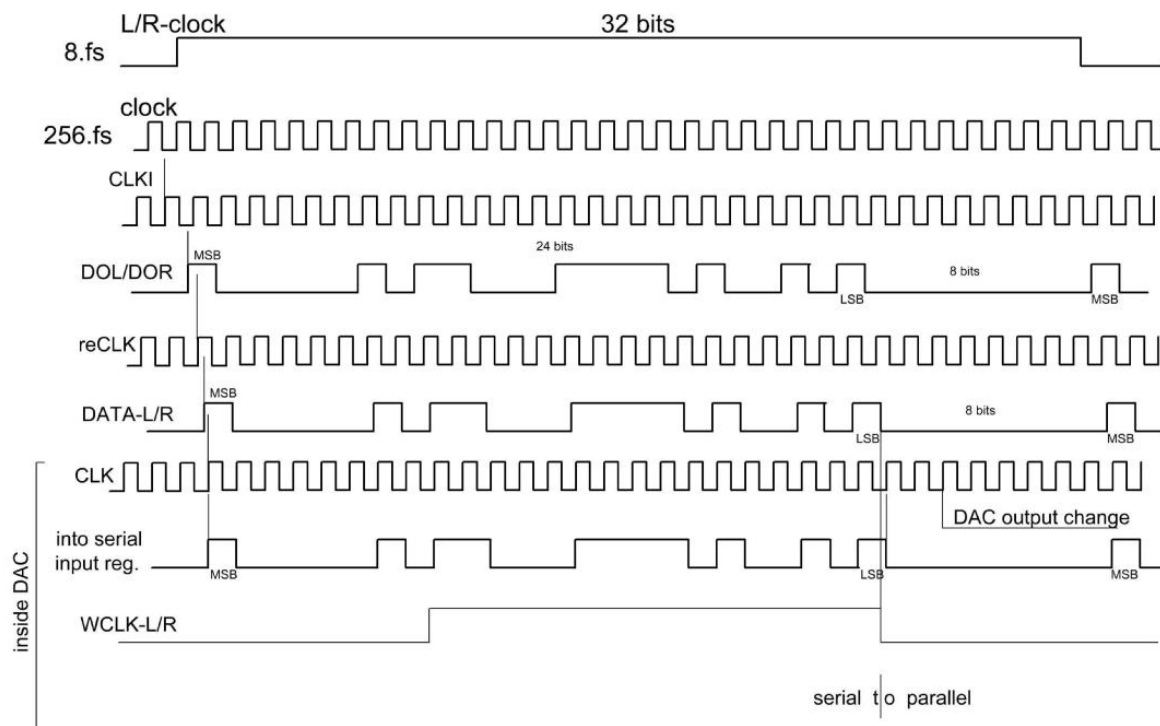 L/R-clock
32 bits
8.fs
clock
256.fs
CLKI
24 bits
MSB
DOL/DOR
8 bits
LSB
MSB
reCLK
MSB
DATA-L/R
8 bits
LSB
MSB
CLK
DAC output change
into serial
input reg.
MSB
LSB
MSB
inside DAC
WCLK-L/R
serial to parallel